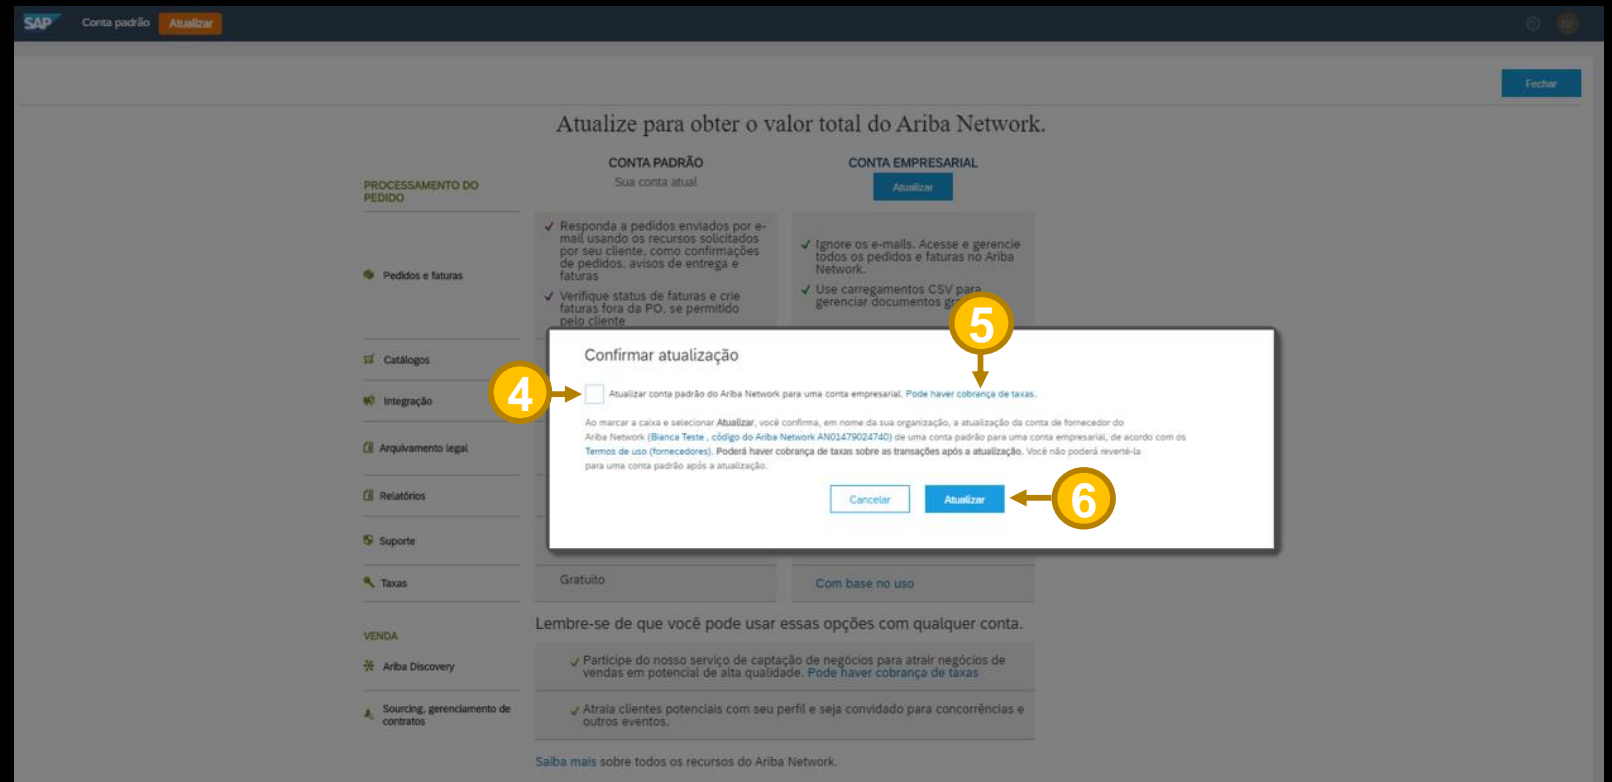 SAP Conta padrão Atualizar
Fechar
Atualize para obter o valor total do Ariba Network.
CONTA PADRÃO
Sua conta atual
CONTA EMPRESARIAL
Atualizar
PROCESSAMENTO DO
PEDIDO
Pedidos e faturas
Responda a pedidos enviados por e-
mail usando os recursos solicitados
por seu cliente, como confirmações
de pedidos, avisos de entrega e
faturas
Verifique status de faturas e crie
faturas fora da PO, se permitido
pelo cliente
Ignore os e-mails. Acesse e gerencie
todos os pedidos e faturas no Ariba
Network.
Use carregamentos CSV para
gerenciar documentos
5
Confirmar atualização
4
Atualizar conta padrão do Ariba Network para uma conta empresarial. Pode haver cobrança de taxas.
Ao marcar a caixa e selecionar Atualizar, você confirma, em nome da sua organização, a atualização da conta de fornecedor do
Ariba Network (Bianca Teste , código do Ariba Network AN01479024740) de uma conta padrão para uma conta empresarial, de acordo com os
Termos de uso (fornecedores). Poderá haver cobrança de taxas sobre as transações após a atualização. Você não poderá revertê-la
para uma conta padrão após a atualização.
Cancelar Atualizar
6
Catálogos
Integração
Arquivamento legal
Relatórios
Suporte
Taxas
Gratuito
Com base no uso
Lembre-se de que você pode usar essas opções com qualquer conta.
VENDA
Ariba Discovery
Participe do nosso serviço de captação de negócios para atrair negócios de
vendas em potencial de alta qualidade. Pode haver cobrança de taxas
Sourcing, gerenciamento de
contratos
Atraia clientes potenciais com seu perfil e seja convidado para concorrências e
outros eventos.
Saiba mais sobre todos os recursos do Ariba Network.